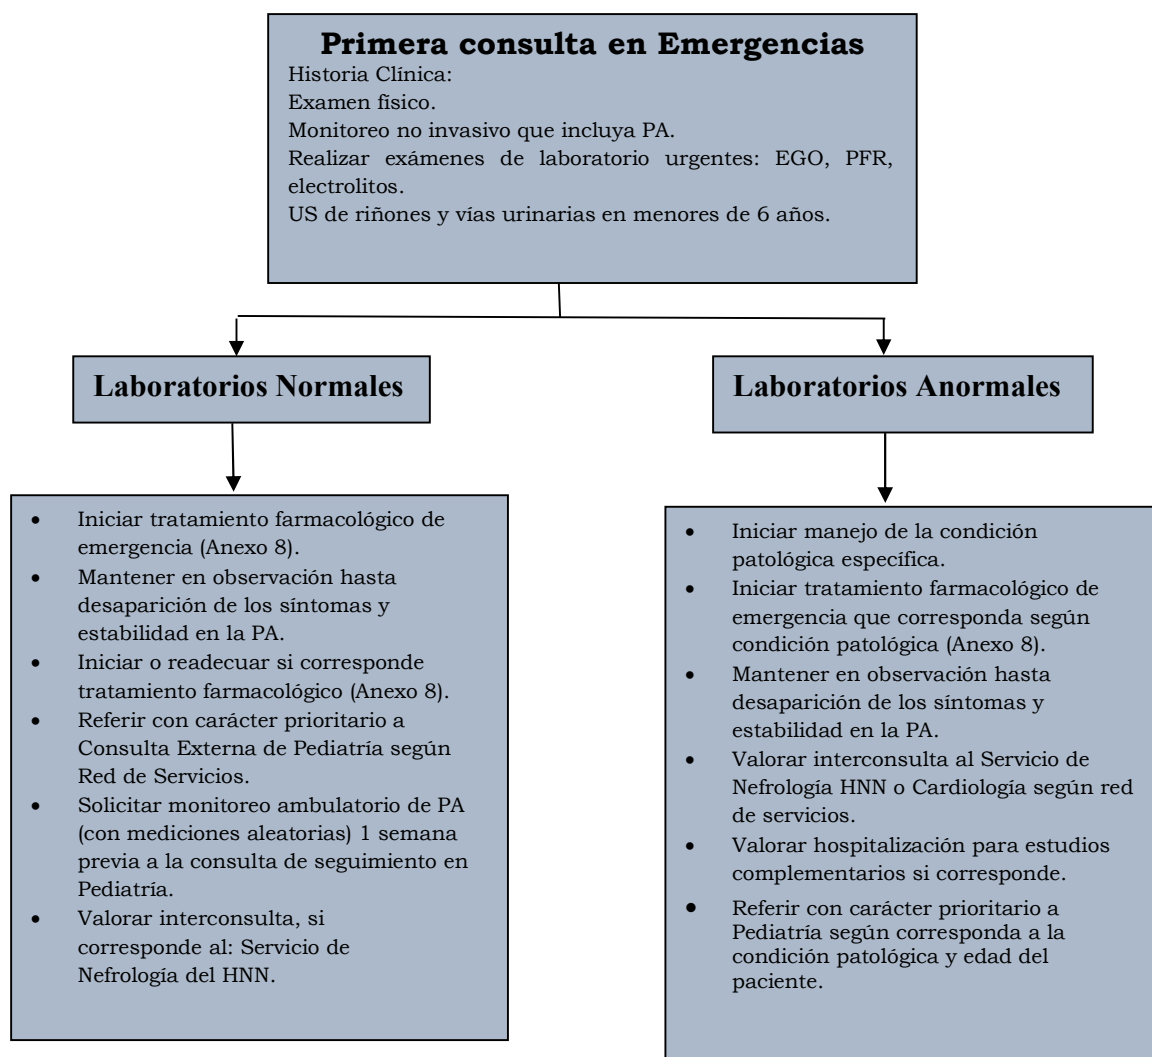 Primera consulta en Emergencias
Historia Clínica:
Examen físico.
Monitoreo no invasivo que incluya PA.
Realizar exámenes de laboratorio urgentes: EGO, PFR,
electrolitos.
US de riñones y vías urinarias en menores de 6 años.
Laboratorios Normales
Laboratorios Anormales
• Iniciar tratamiento farmacológico de
emergencia (Anexo 8).
• Mantener en observación hasta
desaparición de los síntomas y
estabilidad en la PA.
• Iniciar o readecuar si corresponde
tratamiento farmacológico (Anexo 8).
• Referir con carácter prioritario a
Consulta Externa de Pediatría según
Red de Servicios.
• Solicitar monitoreo ambulatorio de PA
(con mediciones aleatorias) 1 semana
previa a la consulta de seguimiento en
Pediatría.
• Valorar interconsulta, si
corresponde al: Servicio de
Nefrología del HNN.
• Iniciar manejo de la condición
patológica específica.
• Iniciar tratamiento farmacológico de
emergencia que corresponda según
condición patológica (Anexo 8).
• Mantener en observación hasta
desaparición de los síntomas y
estabilidad en la PA.
• Valorar interconsulta al Servicio de
Nefrología HNN o Cardiología según red
de servicios.
• Valorar hospitalización para estudios
complementarios si corresponde.
• Referir con carácter prioritario a
Pediatría según corresponda a la
condición patológica y edad del
paciente.